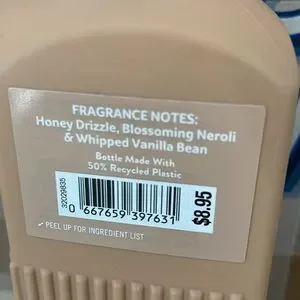 FRAGRANCE NOTES:
Honey Drizzle, Blossoming Neroli
& Whipped Vanilla Bean
Bottle Made With
50% Recycled Plastic
32029835
0 667659 397631
$8.95
✓ PEEL UP FOR INGREDIENT LIST